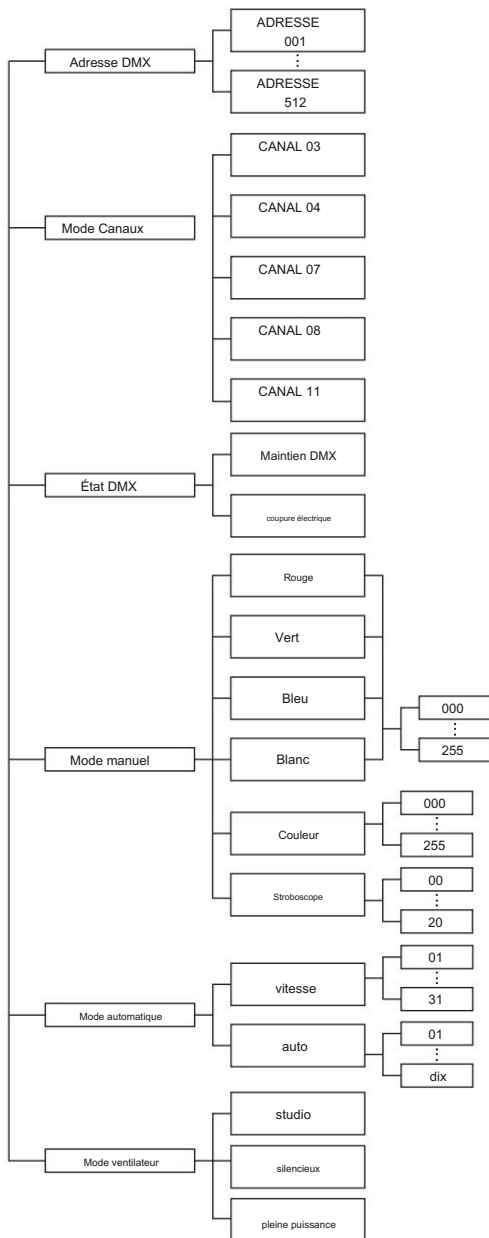 Adresse DMX
ADRESSE
001
⋮
ADRESSE
512
Mode Canaux
CANAL 03
CANAL 04
CANAL 07
CANAL 08
CANAL 11
État DMX
Maintien DMX
coupure électrique
Mode manuel
Rouge
Vert
Bleu
Blanc
000
⋮
255
Couleur
000
⋮
255
Stroboscope
00
⋮
20
Mode automatique
vitesse
01
⋮
31
auto
01
⋮
dix
Mode ventilateur
studio
silencieux
pleine puissance